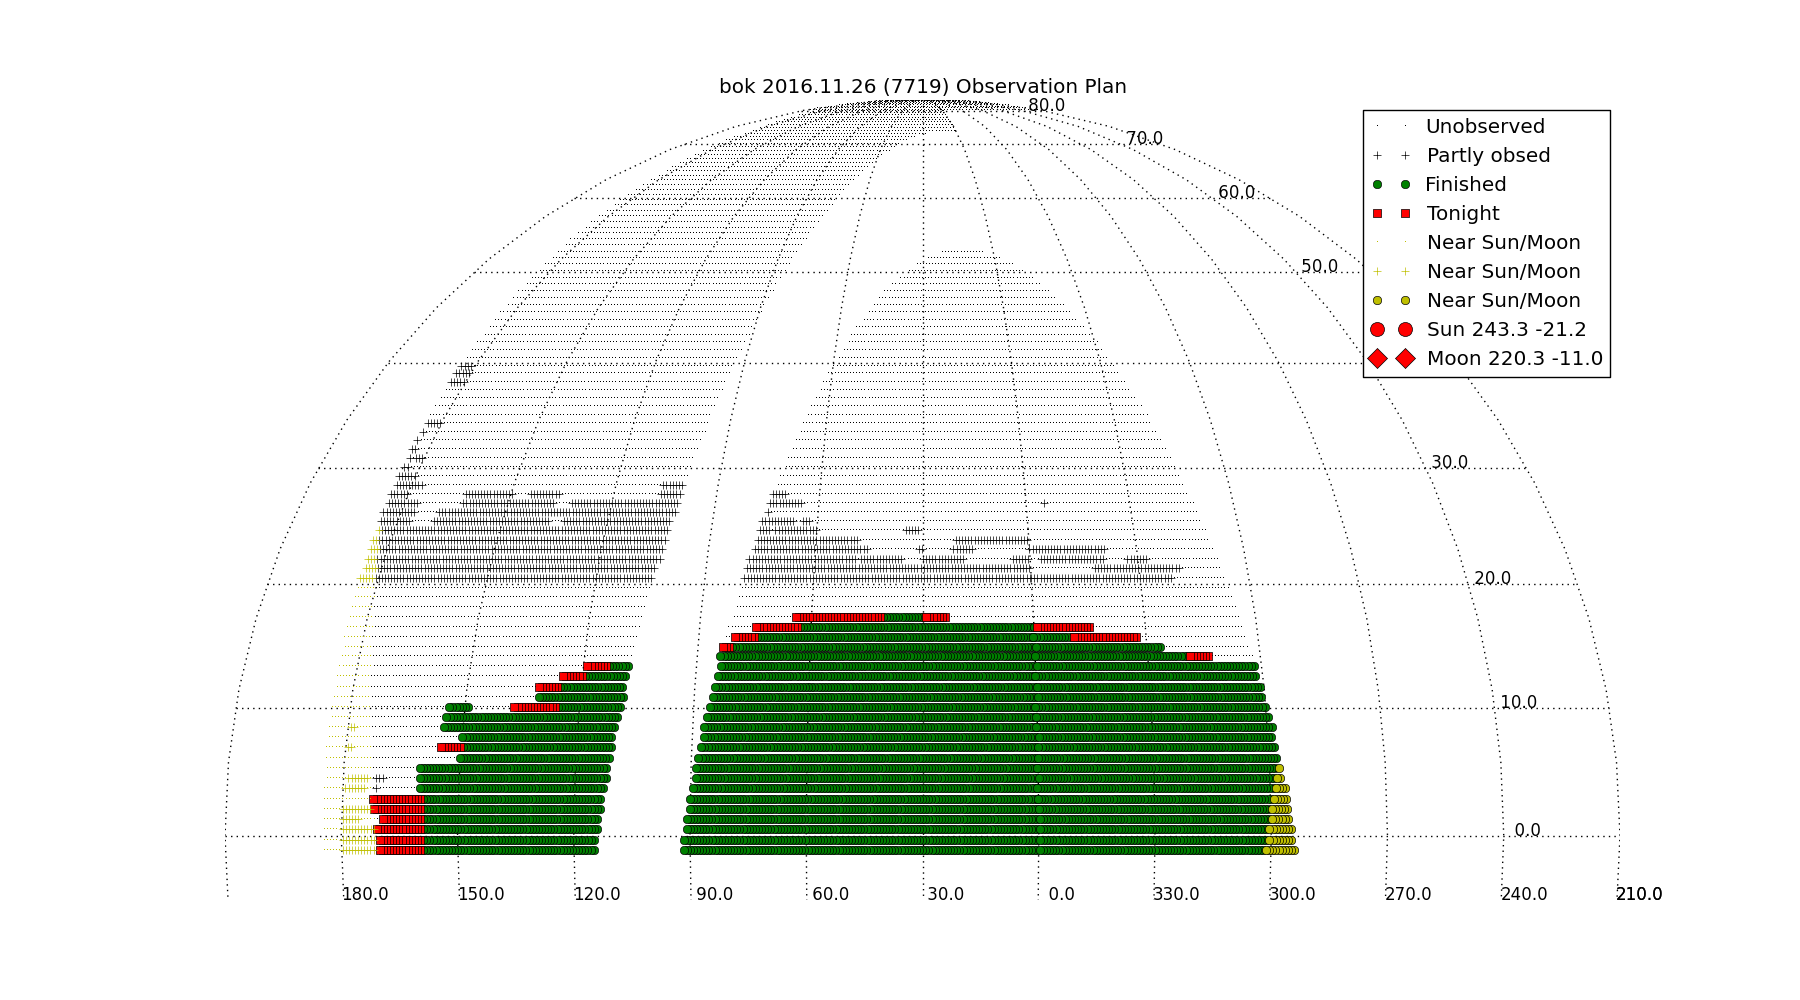 bok 2016.11.26 (7719) Observation Plan
80.0
70.0
60.0
50.0
30.0
20.0
10.0
0.0
Unobserved
Partly obsed
Finished
Tonight
Near Sun/Moon
Near Sun/Moon
Near Sun/Moon
Sun 243.3 -21.2
Moon 220.3 -11.0
180.0 150.0 120.0 90.0 60.0 30.0 0.0 330.0 300.0 270.0 240.0